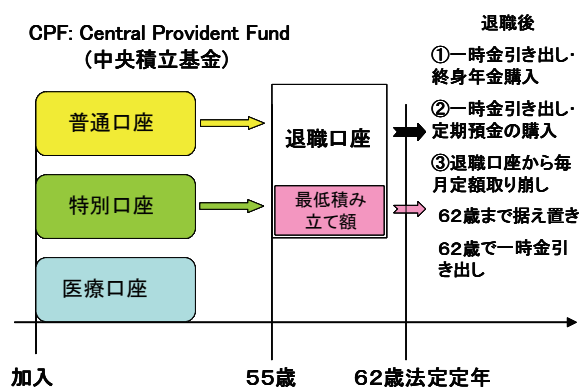 CPF: Central Provident Fund
(中央積立基金)
普通口座
特別口座
医療口座
退職口座
最低積み
立て額
退職後
①一時金引き出し・
終身年金購入
②一時金引き出し・
定期預金の購入
③退職口座から毎
月定額取り崩し
62歳まで据え置き
62歳で一時金引
き出し
加入
55歳
62歳法定定年